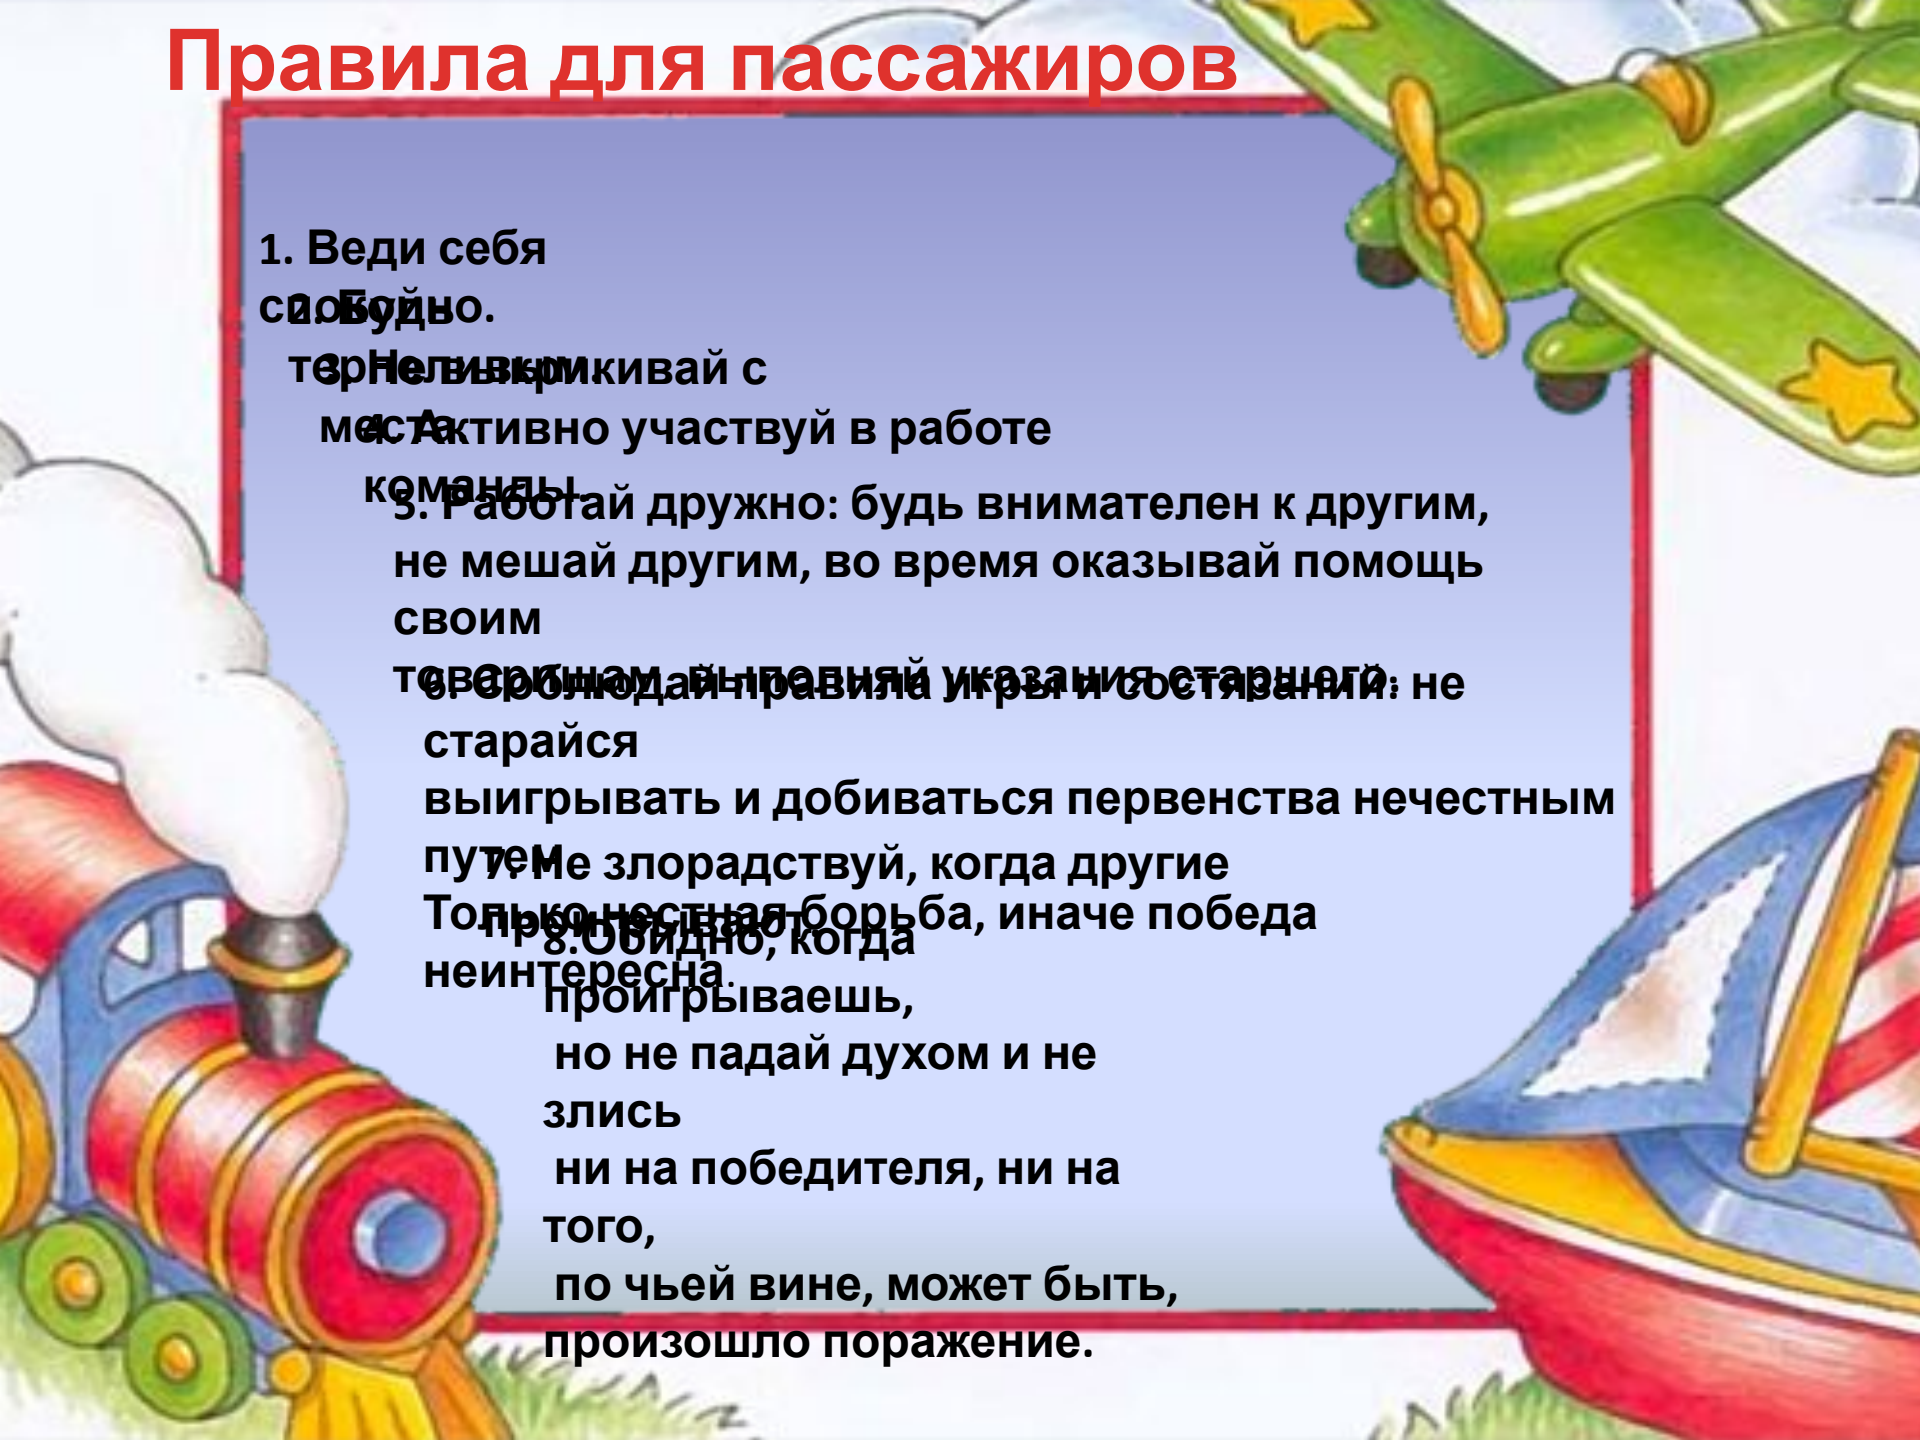 Правила для пассажиров
1. Веди себя
спокойно.
2. Будь
терпеливым.
3. Не выкрикивай с
места.
4. Активно участвуй в работе
команды.
5. Работай дружно: будь внимателен к другим,
не мешай другим, во время оказывай помощь
своим
товарищам, выполняй указания старшего.
6. Соблюдай правила игры и состязаний: не
старайся
выигрывать и добиваться первенства нечестным
путем
Только честная борьба, иначе победа
неинтересна.
7. Не злорадствуй, когда другие
проигрывают.
8.Обидно, когда
проигрываешь,
но не падай духом и не
злись
ни на победителя, ни на
того,
по чьей вине, может быть,
произошло поражение.